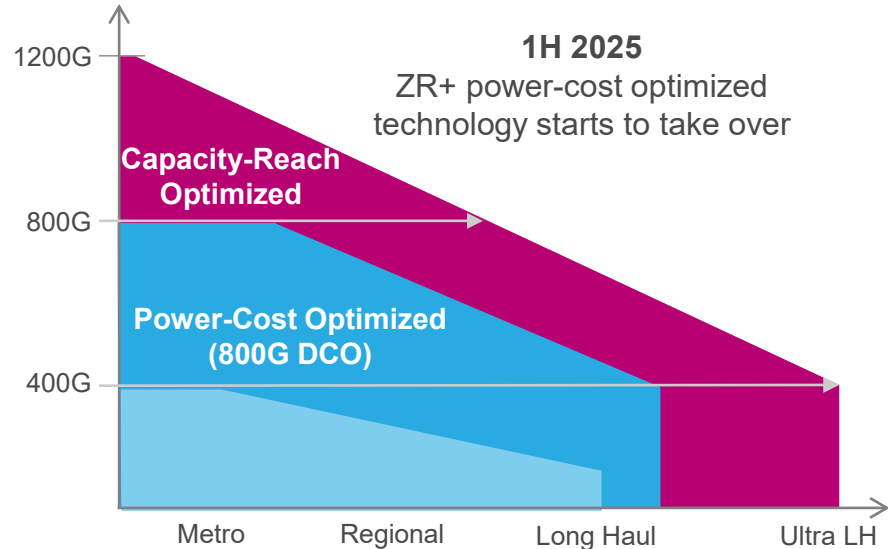 1H 2025
ZR+ power-cost optimized
technology starts to take over
1200G
Capacity-Reach
Optimized
800G
Power-Cost Optimized
(800G DCO)
400G
Metro
Regional
Long Haul
Ultra LH